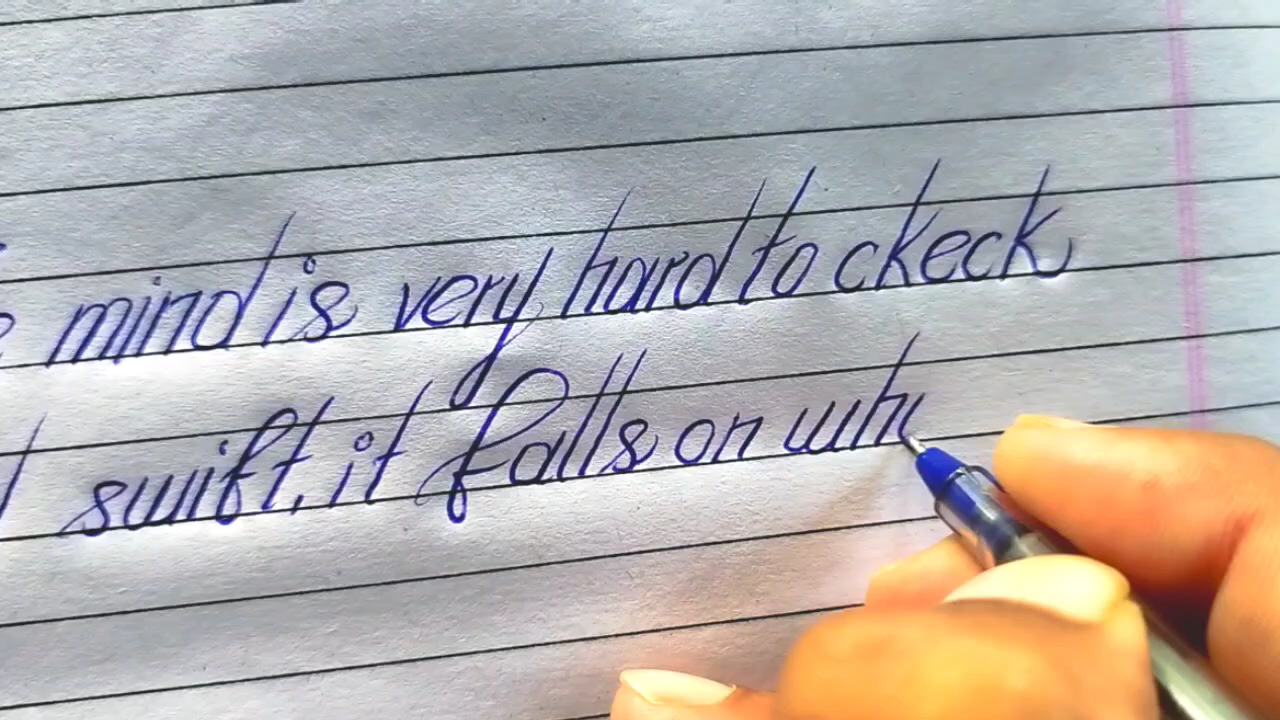 mind is very hard to ckeck
swift, it falls on wh